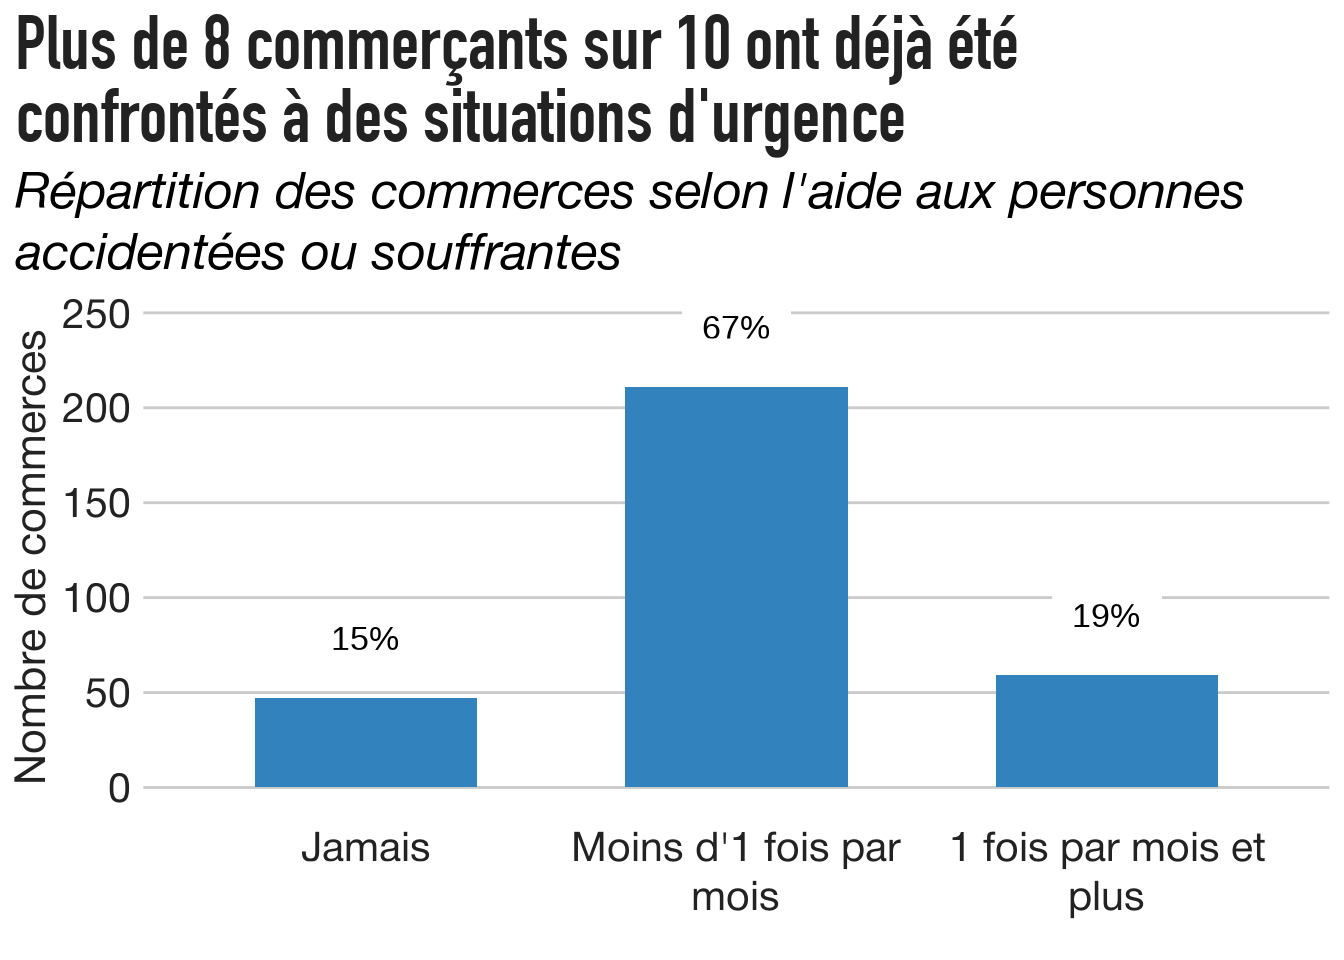 Plus de 8 commerçants sur 10 ont déjà été
confrontés à des situations d'urgence
Répartition des commerces selon l'aide aux personnes
accidentées ou souffrantes
Nombre de commerces
250
200
150
100
50
0
67%
15%
19%
Jamais
Moins d'1 fois par
mois
1 fois par mois et
plus